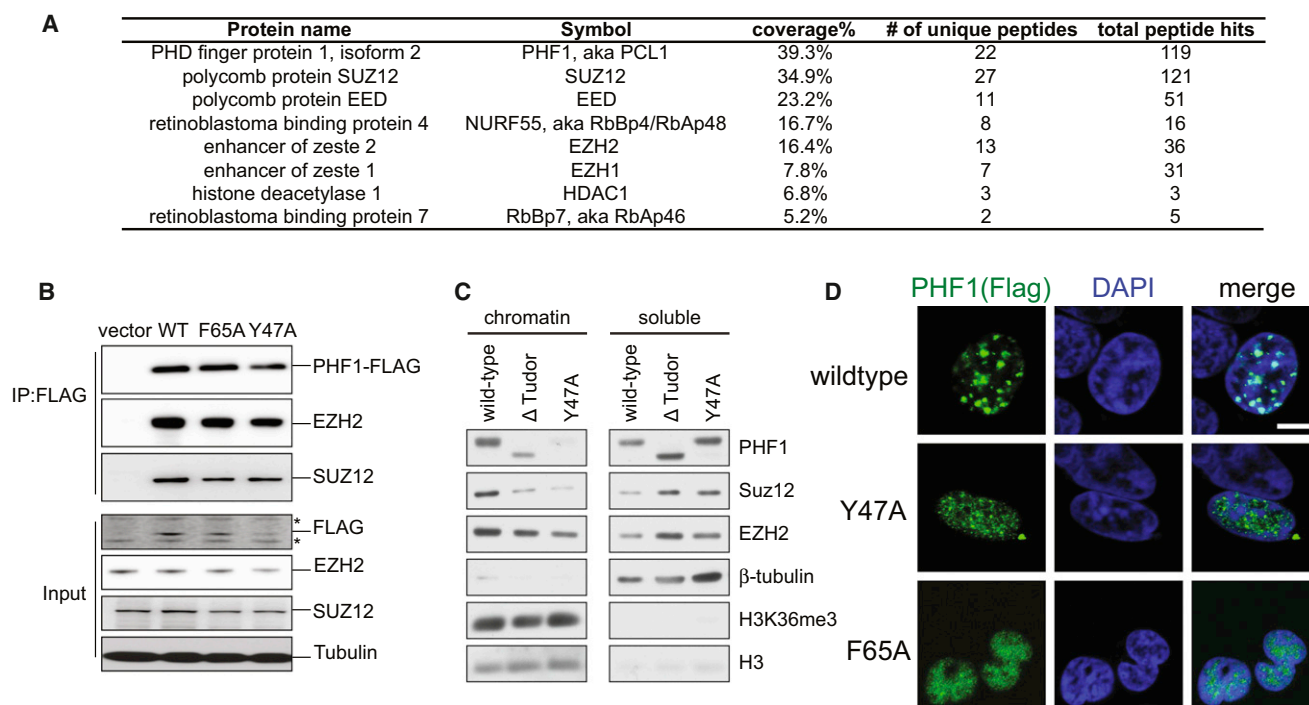 A
Protein name Symbol coverage% # of unique peptides total peptide hits
PHD finger protein 1, isoform 2 PHF1, aka PCL1 39.3% 22 119
polycomb protein SUZ12 SUZ12 34.9% 27 121
polycomb protein EED EED 23.2% 11 51
retinoblastoma binding protein 4 NURF55, aka RbBp4/RbAp48 16.7% 8 16
enhancer of zeste 2 EZH2 16.4% 13 36
enhancer of zeste 1 EZH1 7.8% 7 31
histone deacetylase 1 HDAC1 6.8% 3 3
retinoblastoma binding protein 7 RbBp7, aka RbAp46 5.2% 2 5
B
vector WT F65A Y47A
IP:FLAG
PHF1-FLAG
EZH2
SUZ12
Input
*
FLAG
*
EZH2
SUZ12
Tubulin
C
chromatin soluble
wild-type Δ Tudor Y47A wild-type Δ Tudor Y47A
PHF1
Suz12
EZH2
β-tubulin
H3K36me3
H3
D
PHF1(Flag) DAPI merge
wildtype
Y47A
F65A